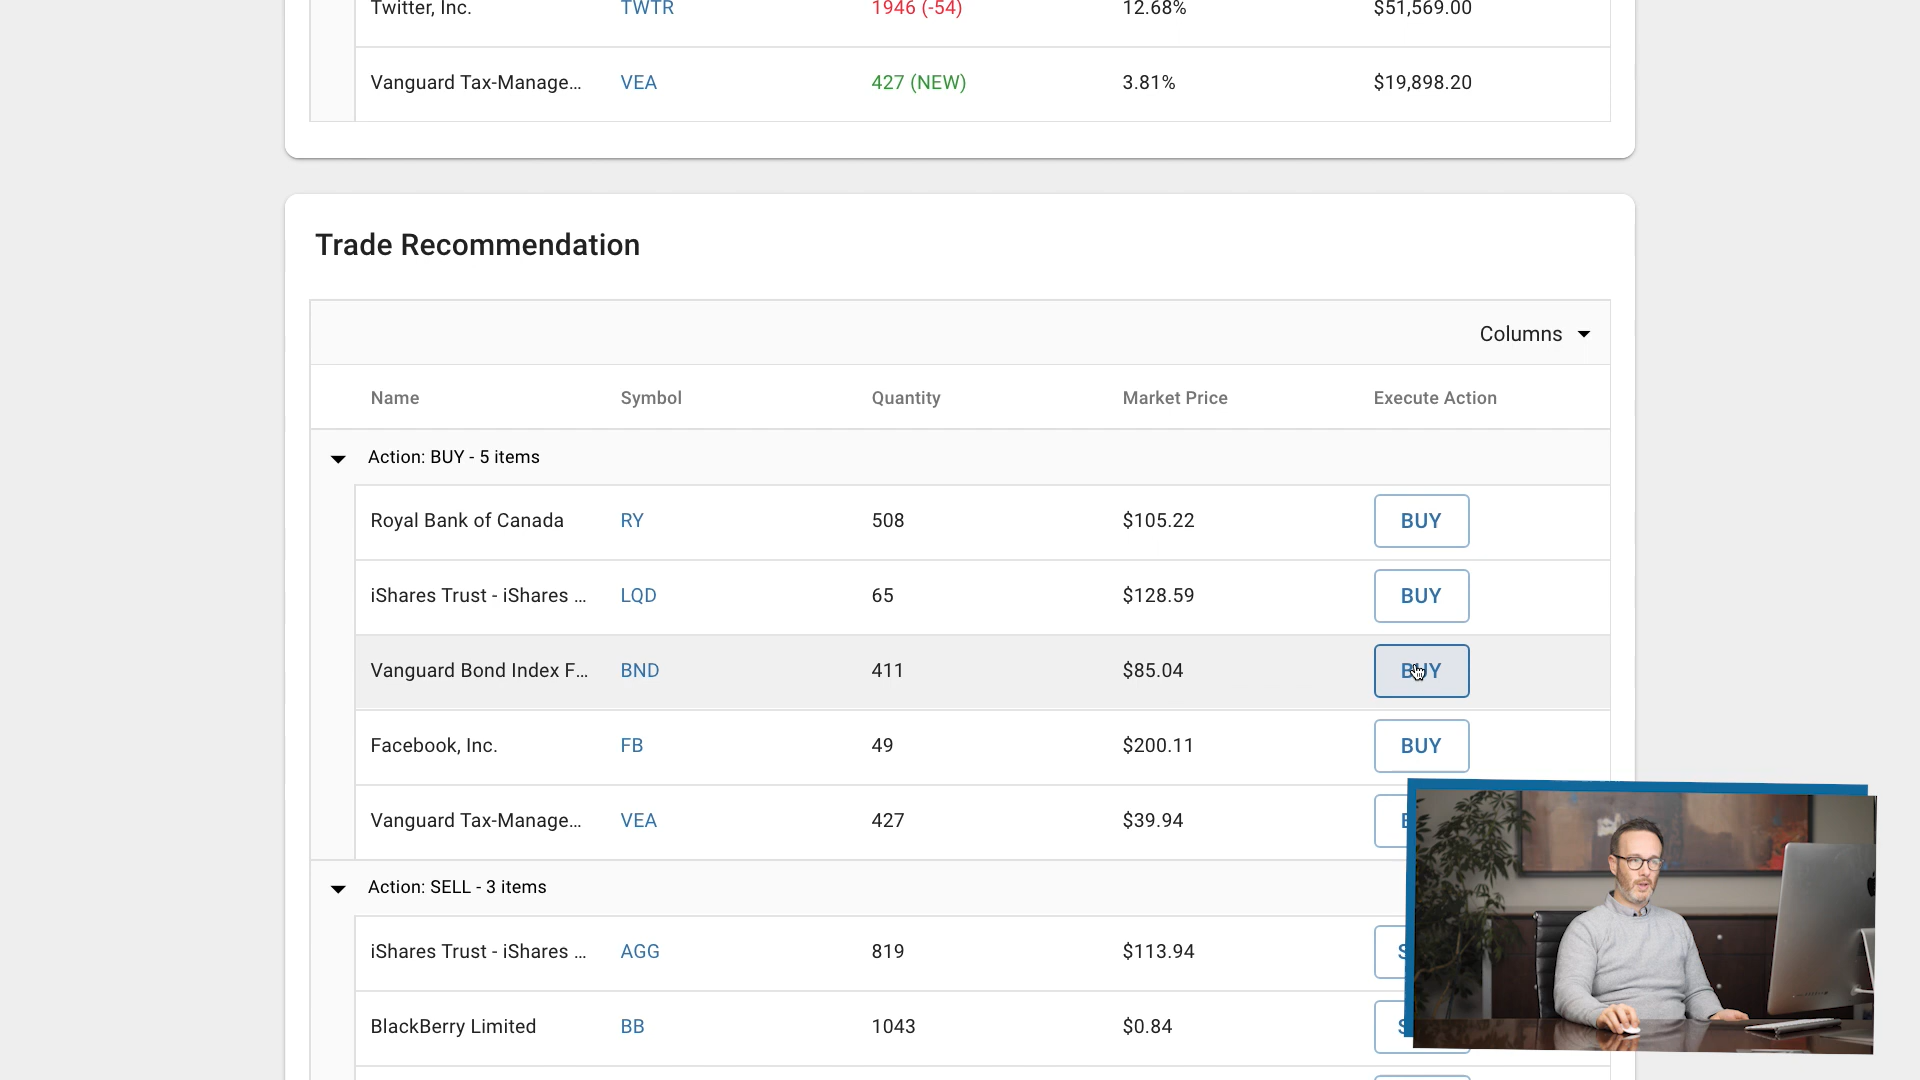 Twitter, Inc. TWTR 1946 (-54) 12.68% $51,569.00
Vanguard Tax-Manage... VEA 427 (NEW) 3.81% $19,898.20
Trade Recommendation
Columns
Name Symbol Quantity Market Price Execute Action
Action: BUY - 5 items
Royal Bank of Canada RY 508 $105.22 BUY
iShares Trust - iShares ... LQD 65 $128.59 BUY
Vanguard Bond Index F... BND 411 $85.04 BUY
Facebook, Inc. FB 49 $200.11 BUY
Vanguard Tax-Manage... VEA 427 $39.94
Action: SELL - 3 items
iShares Trust - iShares ... AGG 819 $113.94
BlackBerry Limited BB 1043 $0.84